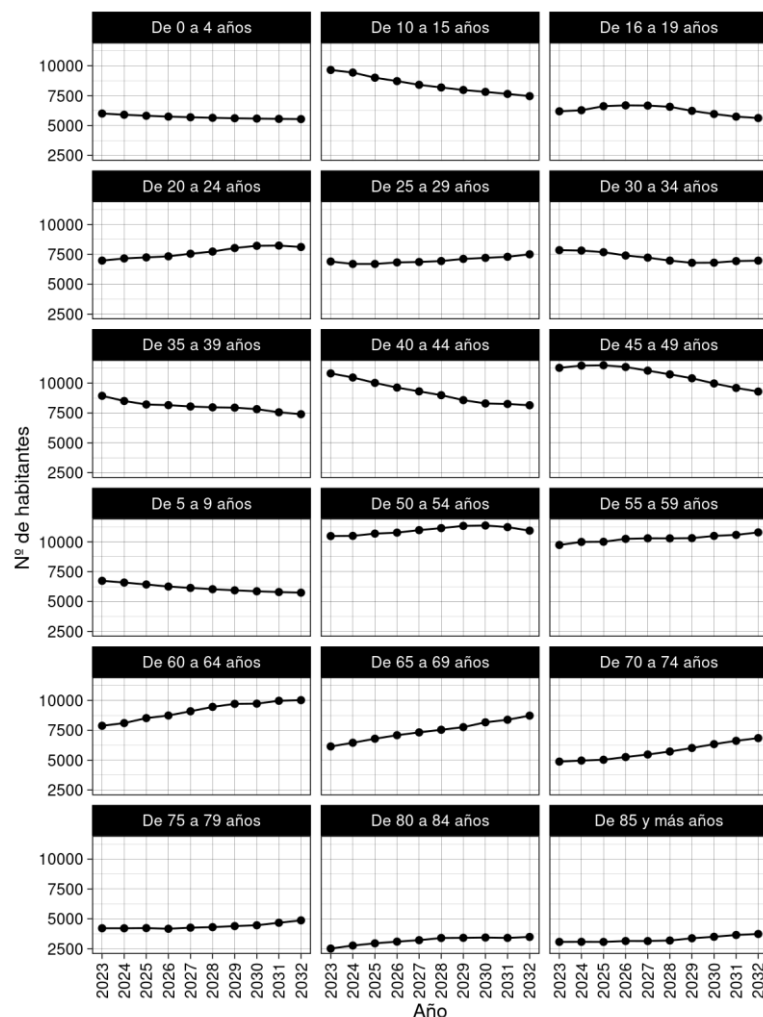 De 0 a 4 años
De 10 a 15 años
De 16 a 19 años
10000
7500
5000
2500
De 20 a 24 años
De 25 a 29 años
De 30 a 34 años
10000
7500
5000
2500
De 35 a 39 años
De 40 a 44 años
De 45 a 49 años
10000
7500
5000
2500
Nº de habitantes
De 5 a 9 años
De 50 a 54 años
De 55 a 59 años
10000
7500
5000
2500
De 60 a 64 años
De 65 a 69 años
De 70 a 74 años
10000
7500
5000
2500
De 75 a 79 años
De 80 a 84 años
De 85 y más años
10000
7500
5000
2500
2023 2024 2025 2026 2027 2028 2029 2030 2031 2032
2023 2024 2025 2026 2027 2028 2029 2030 2031 2032
2023 2024 2025 2026 2027 2028 2029 2030 2031 2032
Año